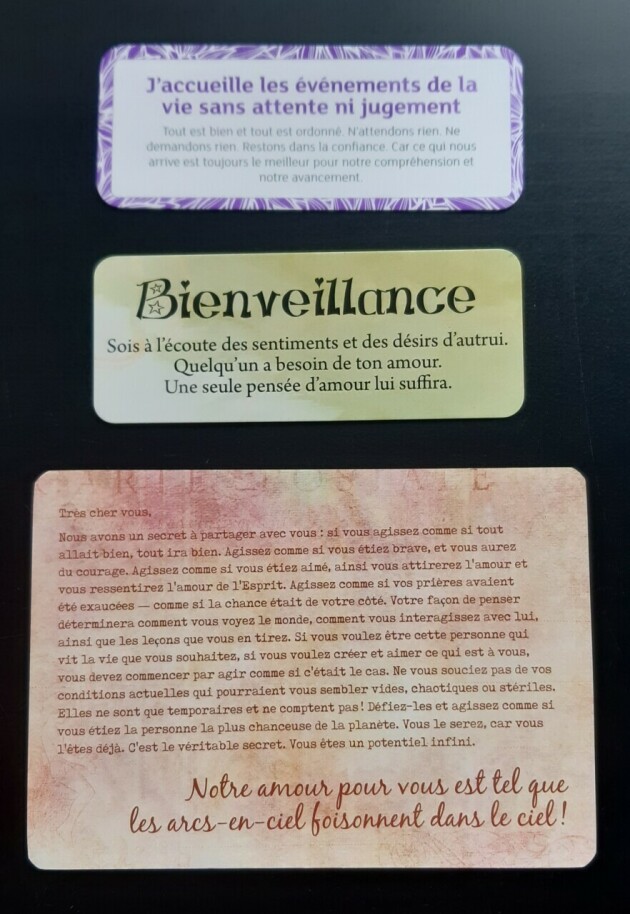 J'accueille les événements de la
vie sans attente ni jugement
Tout est bien et tout est ordonné. N'attendons rien. Ne
demandons rien. Restons dans la confiance. Car ce qui nous
arrive est toujours le meilleur pour notre compréhension et
notre avancement.
Bienveillance
Sois à l'écoute des sentiments et des désirs d'autrui.
Quelqu'un a besoin de ton amour.
Une seule pensée d'amour lui suffira.
Très cher vous,
Nous avons un secret à partager avec vous : si vous agissez comme si tout
allait bien, tout ira bien. Agissez comme si vous étiez brave, et vous aurez
du courage. Agissez comme si vous étiez aimé, ainsi vous attirerez l'amour et
vous ressentirez l'amour de l'Esprit. Agissez comme si vos prières avaient
été exaucées — comme si la chance était de votre côté. Votre façon de penser
déterminera comment vous voyez le monde, comment vous interagissez avec lui,
ainsi que les leçons que vous en tirez. Si vous voulez être cette personne qui
vit la vie que vous souhaitez, si vous voulez créer et aimer ce qui est à vous,
vous devez commencer par agir comme si c'était le cas. Ne vous souciez pas de vos
conditions actuelles qui pourraient vous sembler vides, chaotiques ou stériles.
Elles ne sont que temporaires et ne comptent pas! Défiez-les et agissez comme si
vous étiez la personne la plus chanceuse de la planète. Vous le serez, car vous
l'êtes déjà. C'est le véritable secret. Vous êtes un potentiel infini.
Notre amour pour vous est tel que
les arcs-en-ciel foisonnent dans le ciel!